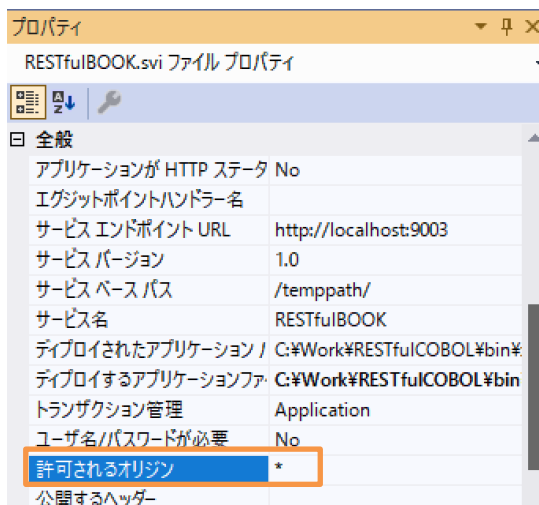 プロパティ
RESTfulBOOK.svi ファイル プロパティ
全般
アプリケーションが HTTP ステータ No
エグジットポイントハンドラー名
サービス エンドポイント URL http://localhost:9003
サービス バージョン 1.0
サービス ベース パス /temppath/
サービス名 RESTfulBOOK
ディプロイされたアプリケーション C:¥Work¥RESTfulCOBOL¥bin¥
ディプロイするアプリケーションファ C:¥Work¥RESTfulCOBOL¥bin
トランザクション管理 Application
ユーザ名/パスワードが必要 No
許可されるオリジン *
公開するヘッダー